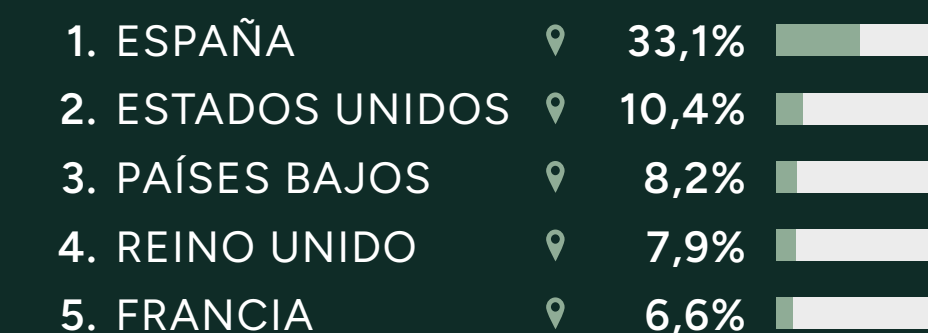 1. ESPAÑA 33,1%
2. ESTADOS UNIDOS 10,4%
3. PAÍSES BAJOS 8,2%
4. REINO UNIDO 7,9%
5. FRANCIA 6,6%